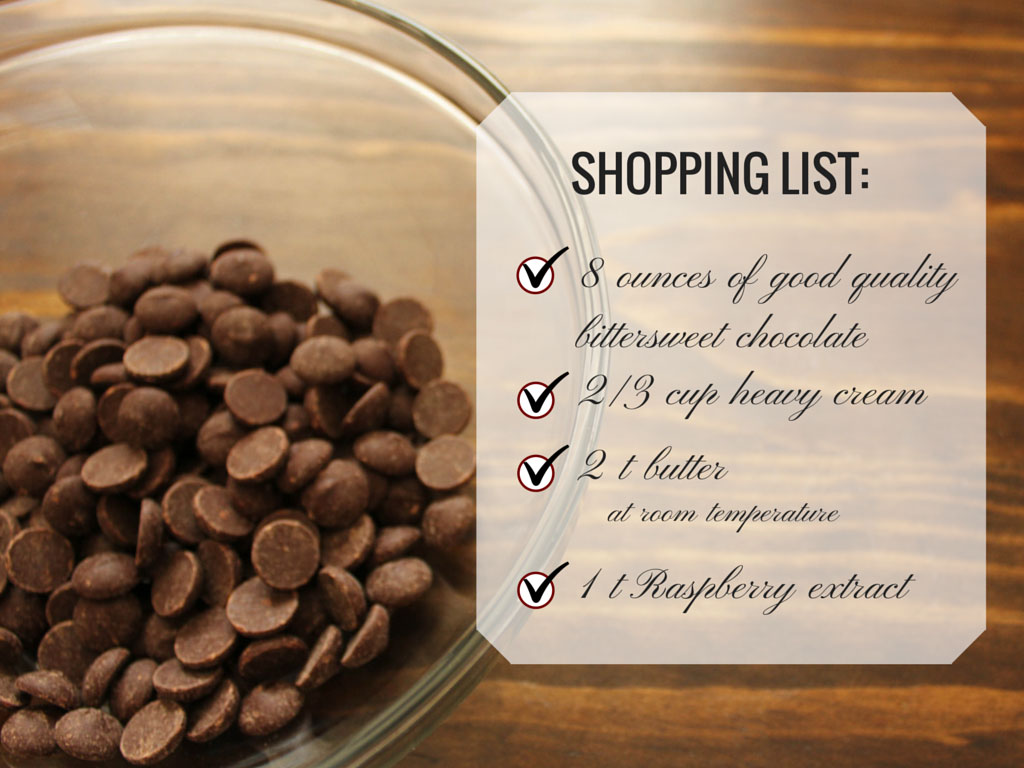 SHOPPING LIST:
8 ounces of good quality
bittersweet chocolate
2/3 cup heavy cream
2 t butter
at room temperature
1 t Raspberry extract